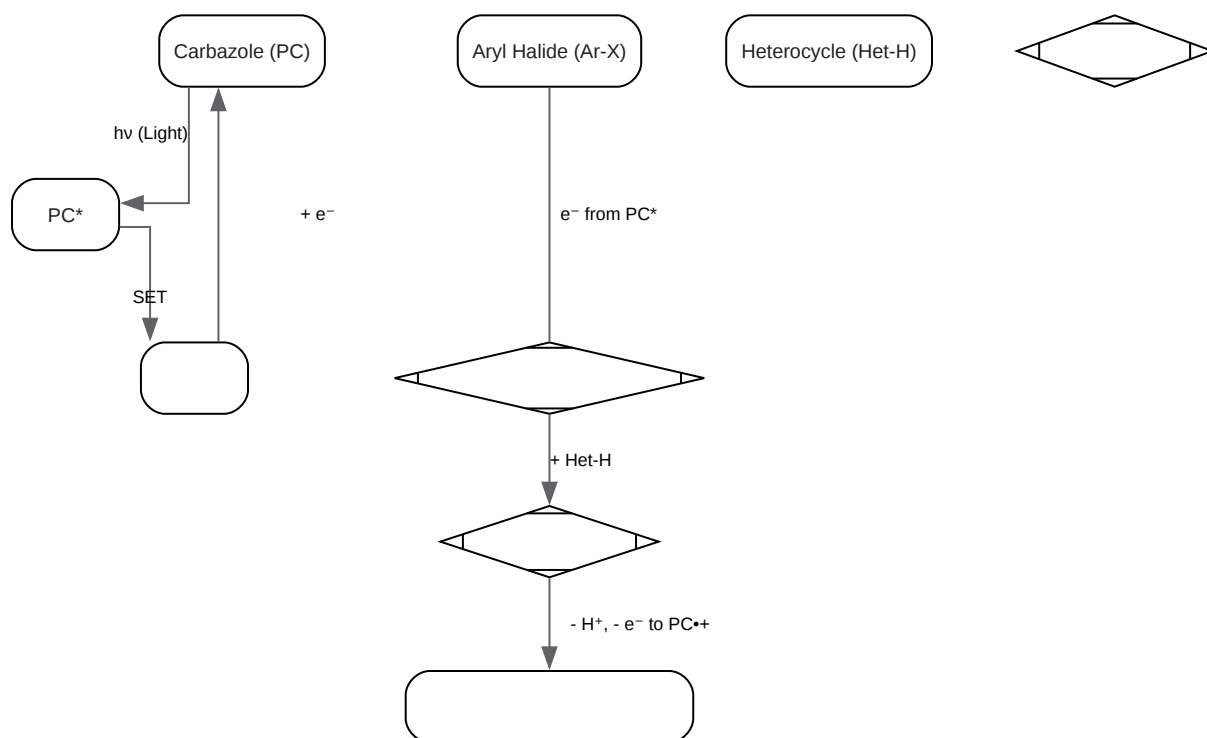 Carbazole (PC)
Aryl Halide (Ar-X)
Heterocycle (Het-H)
hν (Light)
PC*
+ e⁻
e⁻ from PC*
SET
+ Het-H
- H⁺, - e⁻ to PC•+